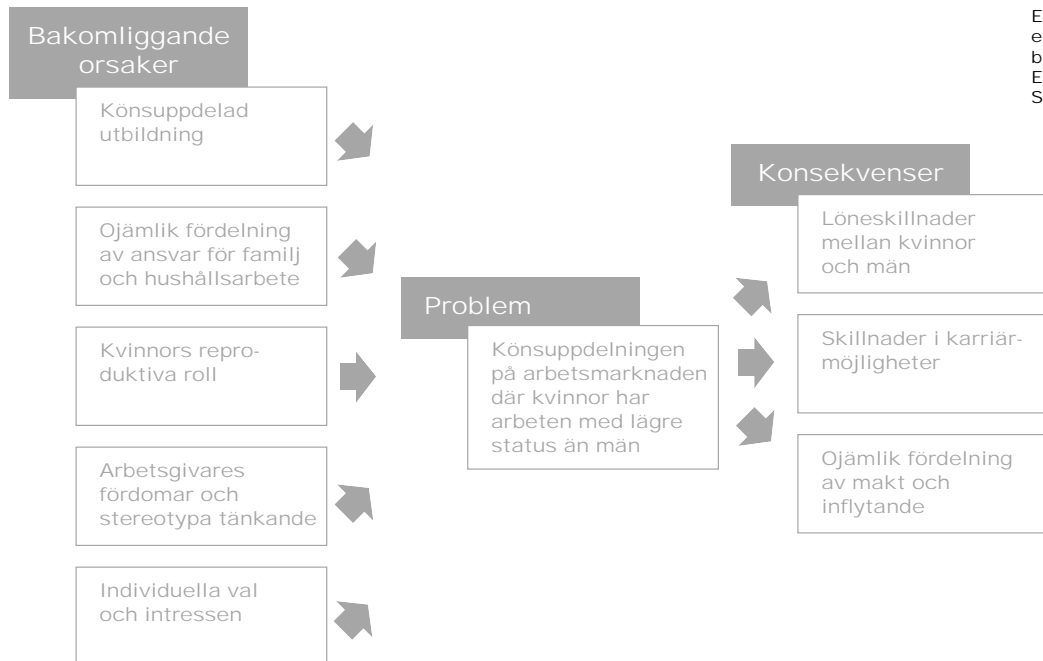 Bakomliggande
orsaker
Könsuppdelad
utbildning
Ojämlik fördelning
av ansvar för familj
och hushållsarbete
Kvinnors repro-
duktiva roll
Arbetsgivares
fördomar och
stereotypa tänkande
Individuella val
och intressen
Problem
Könsuppdelningen
på arbetsmarknaden
där kvinnor har
arbeten med lägre
status än män
Konsekvenser
Löneskillnader
mellan kvinnor
och män
Skillnader i karriär-
möjligheter
Ojämlik fördelning
av makt och
inflytande
E
e
b
E
S